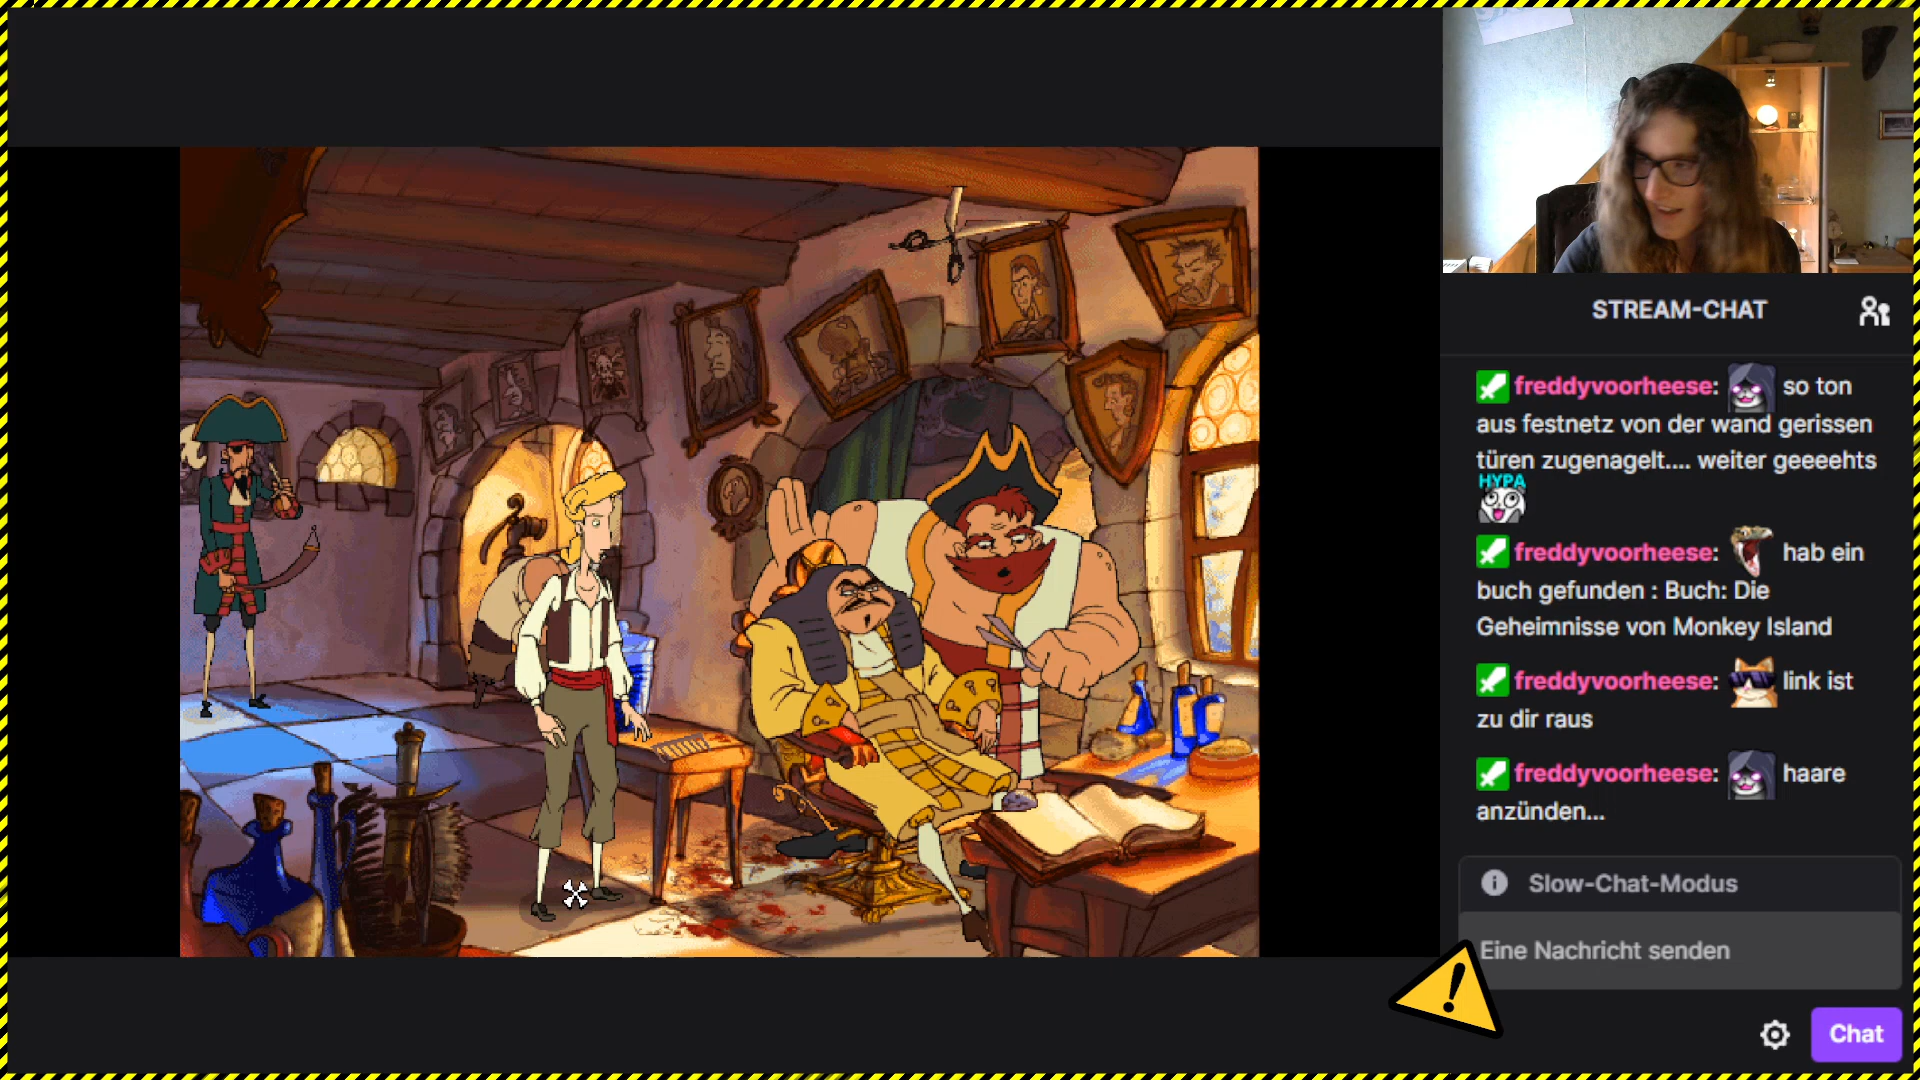 STREAM-CHAT
freddyvoorheese: so ton
aus festnetz von der wand gerissen
türen zugenagelt.... weiter geeeehts
HYPA
freddyvoorheese: hab ein
buch gefunden : Buch: Die
Geheimnisse von Monkey Island
freddyvoorheese: link ist
zu dir raus
freddyvoorheese: haare
anzünden...
Slow-Chat-Modus
Eine Nachricht senden
Chat